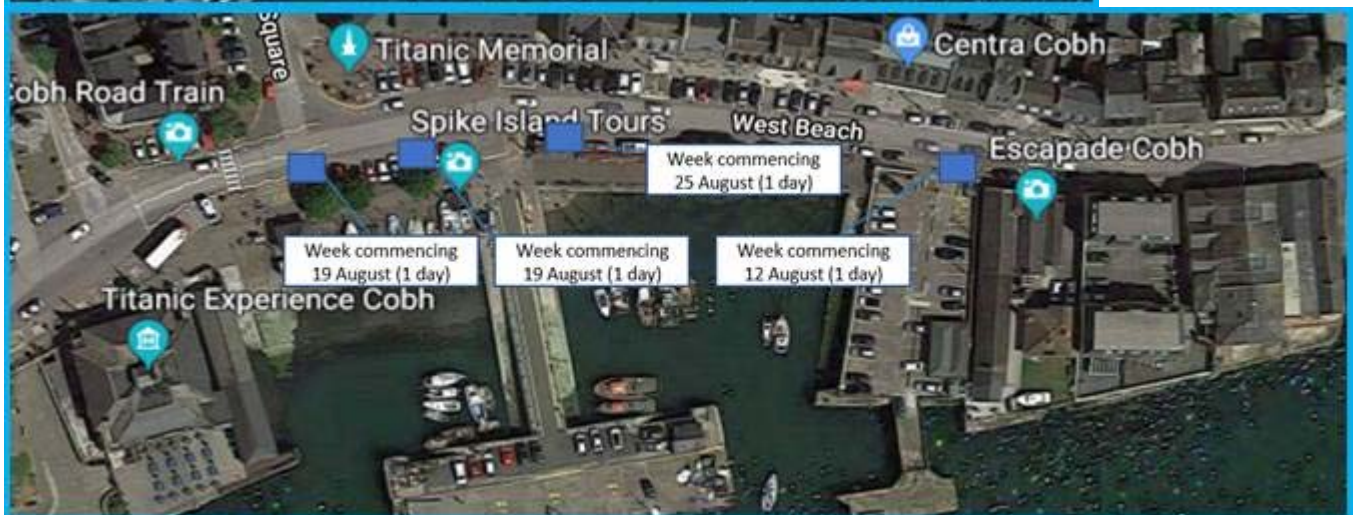 Square
Titanic Memorial
Centra Cobh
Cobh Road Train
Spike Island Tours
West Beach
Escapade Cobh
Week commencing
25 August (1 day)
Week commencing
19 August (1 day)
Week commencing
19 August (1 day)
Week commencing
12 August (1 day)
Titanic Experience Cobh